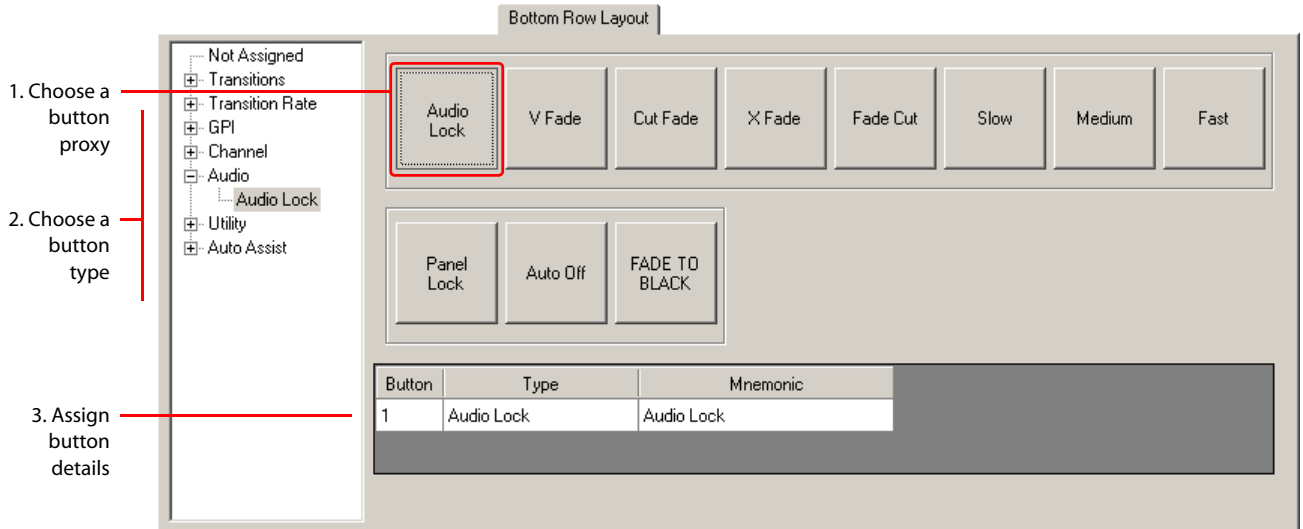 Bottom Row Layout
1. Choose a
button
proxy
2. Choose a
button
type
3. Assign
button
details
Not Assigned
Transitions
Transition Rate
GPI
Channel
Audio
Audio Lock
Utility
Auto Assist
Audio
Lock
V Fade
Cut Fade
X Fade
Fade Cut
Slow
Medium
Fast
Panel
Lock
Auto Off
FADE TO
BLACK
Button Type Mnemonic
1 Audio Lock Audio Lock